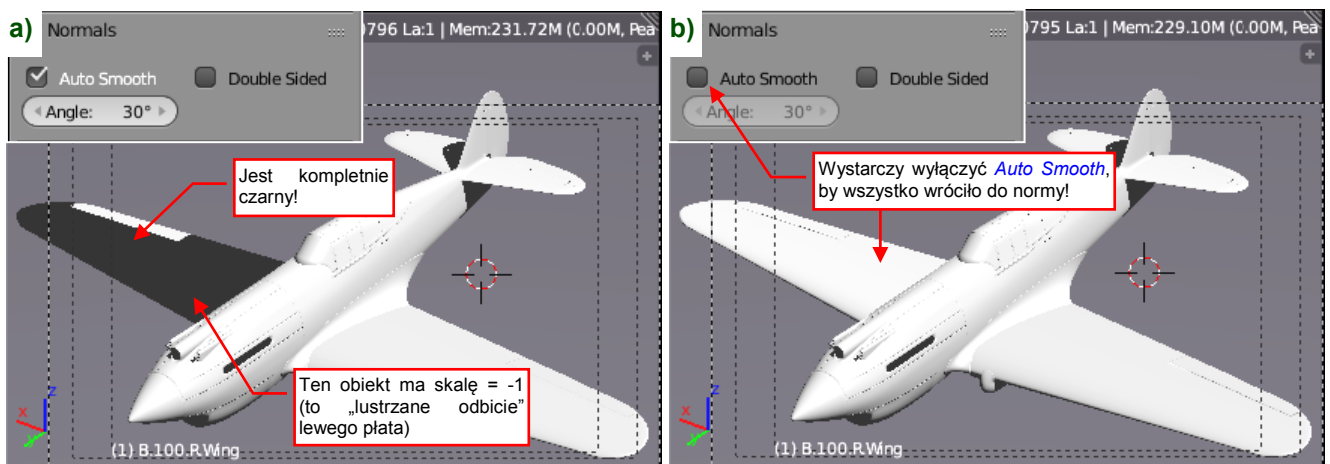 a)
Normals
0796 La:1 | Mem:231.72M (0.00M, Pea
Auto Smooth
Double Sided
Angle: 30°
Jest kompletnie
czarny!
Ten obiekt ma skalę = -1
(to „lustrzane odbicie”
lewego płata)
x
z
(1) B.100.R.Wing
b)
Normals
0795 La:1 | Mem:229.10M (0.00M, Pea
Auto Smooth
Double Sided
Angle: 30°
Wystarczy wyłączyć Auto Smooth,
by wszystko wróciło do normy!
x
z
(1) B.100.R.Wing